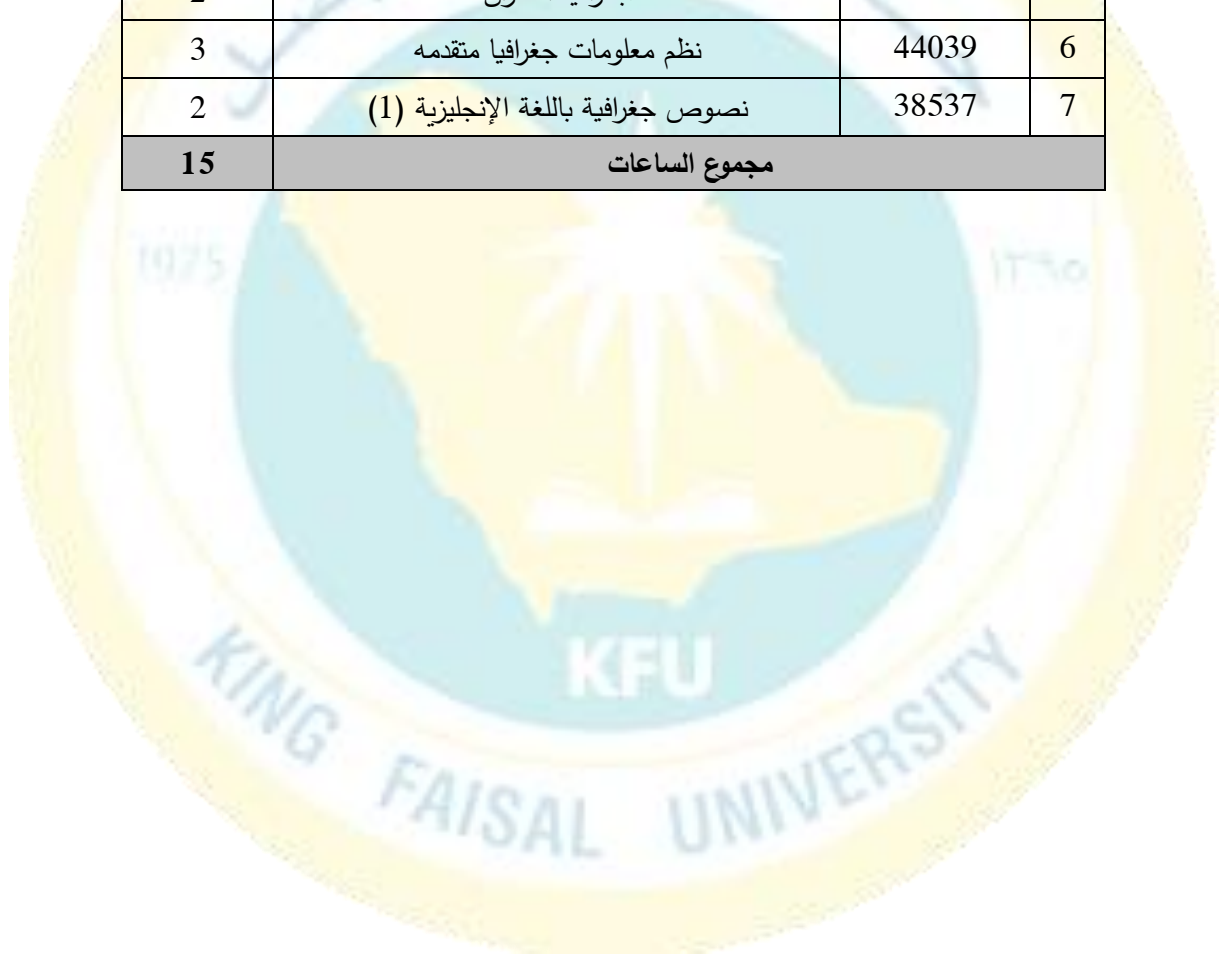 6 44039 نظم معلومات جغرافيا متقدمه 3
7 38537 نصوص جغرافية باللغة الإنجليزية (1) 2
مجموع الساعات 15
1975 ١٣٩٥
KFU
KING FAISAL UNIVERSITY